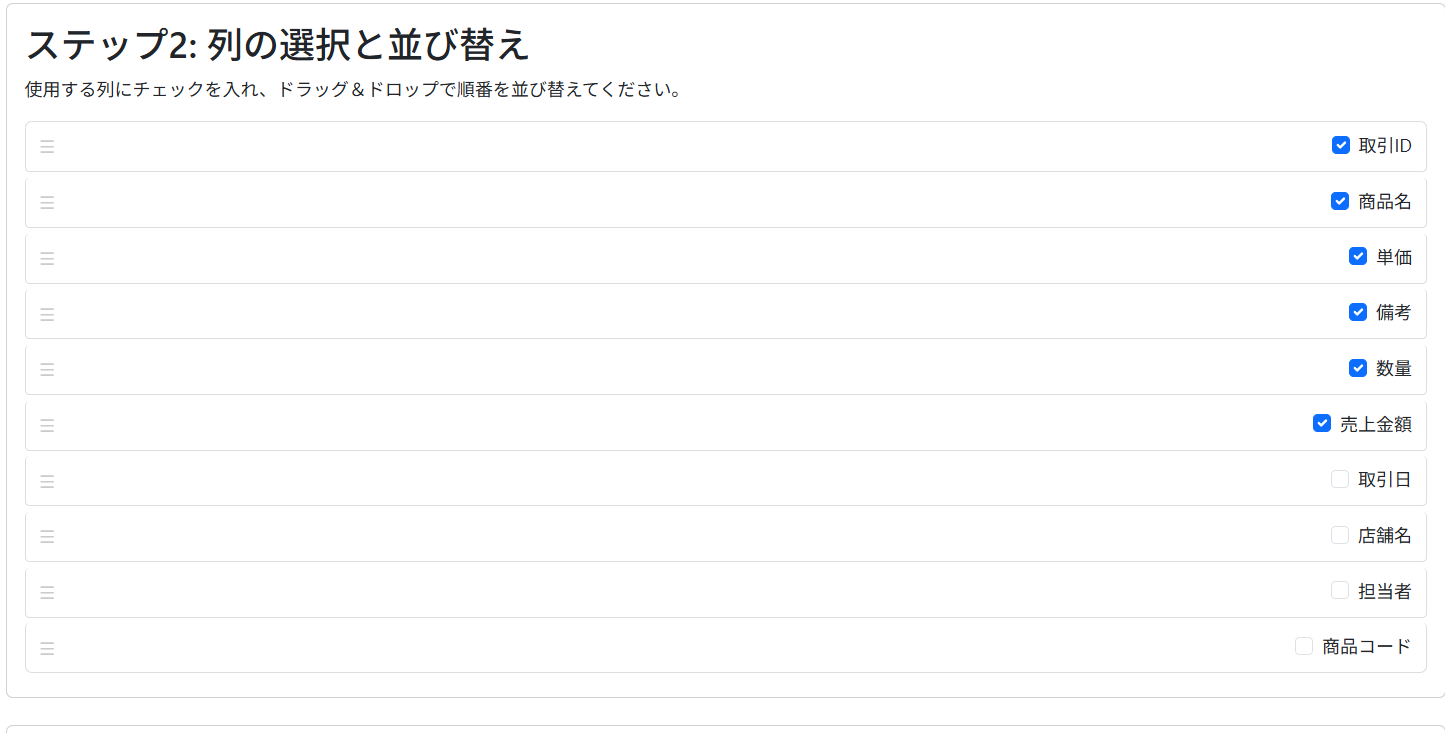 ステップ2: 列の選択と並び替え
使用する列にチェックを入れ、ドラッグ＆ドロップで順番を並び替えてください。
取引ID
商品名
単価
備考
数量
売上金額
取引日
店舗名
担当者
商品コード